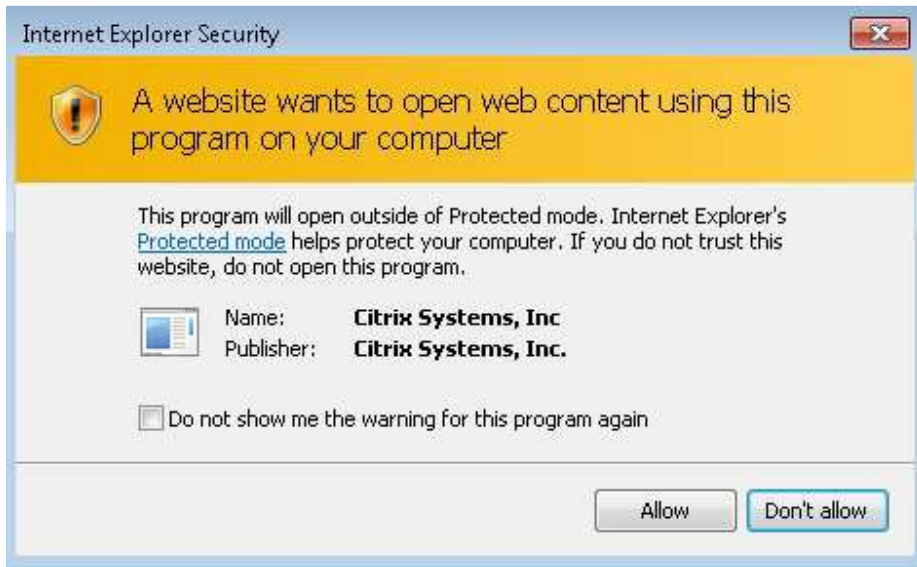 Internet Explorer Security
A website wants to open web content using this
program on your computer
This program will open outside of Protected mode. Internet Explorer's
Protected mode helps protect your computer. If you do not trust this
website, do not open this program.
Name: Citrix Systems, Inc
Publisher: Citrix Systems, Inc.
Do not show me the warning for this program again
Allow Don't allow